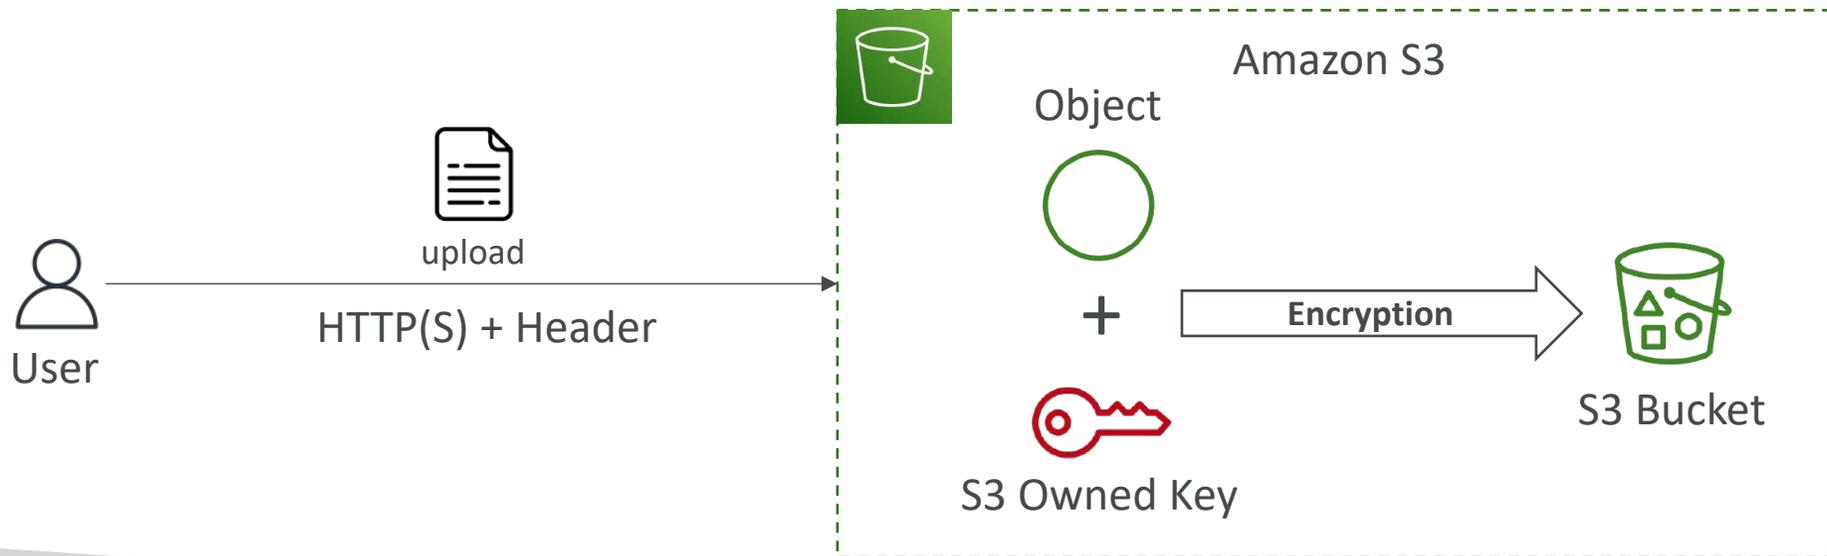 Amazon S3
Object
upload
HTTP(S) + Header
User
+
Encryption
S3 Bucket
S3 Owned Key